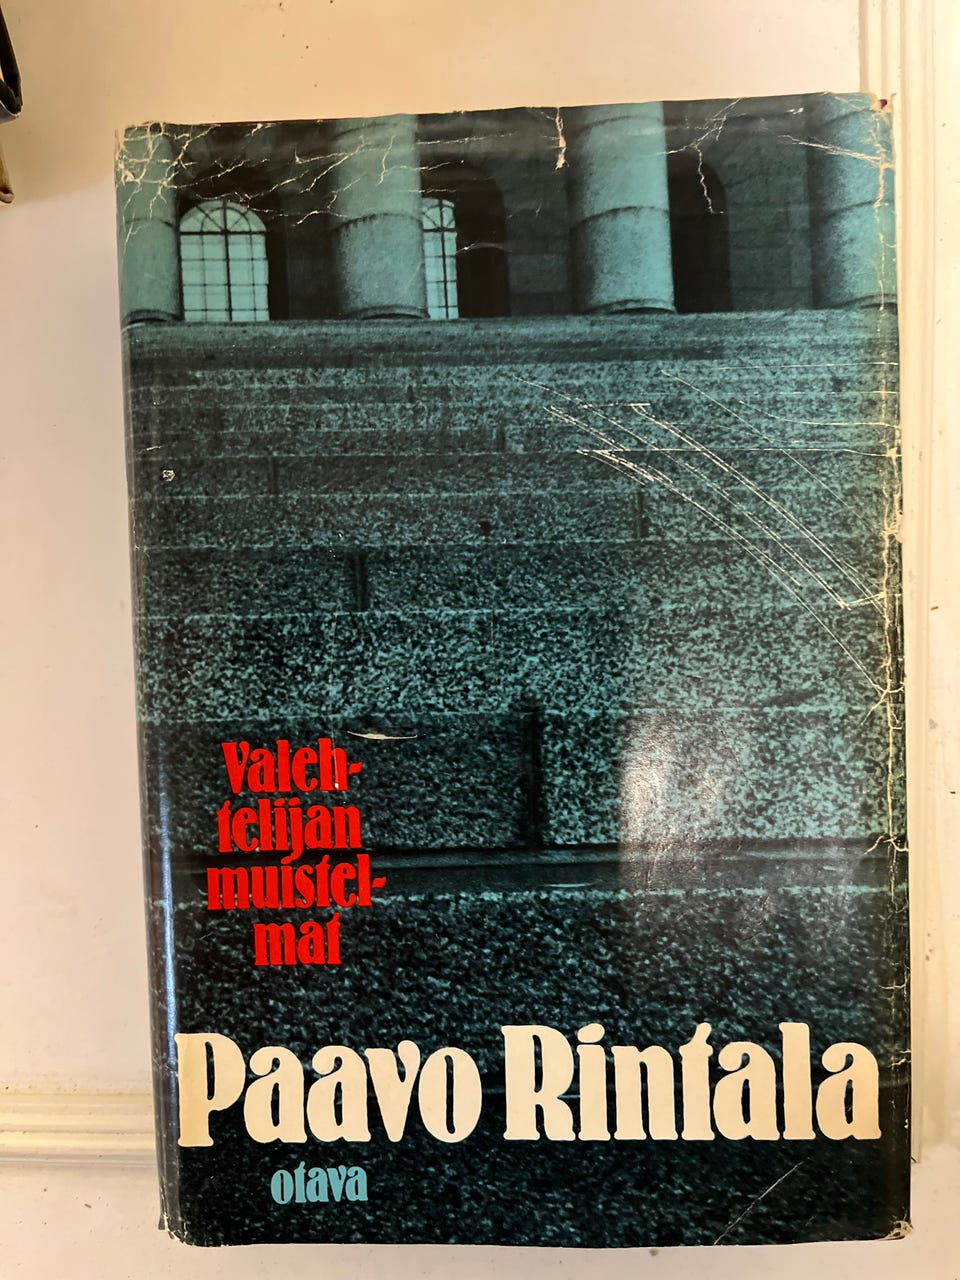 Valeh-
telijan
muistel-
mat
Paavo Rintala
otava